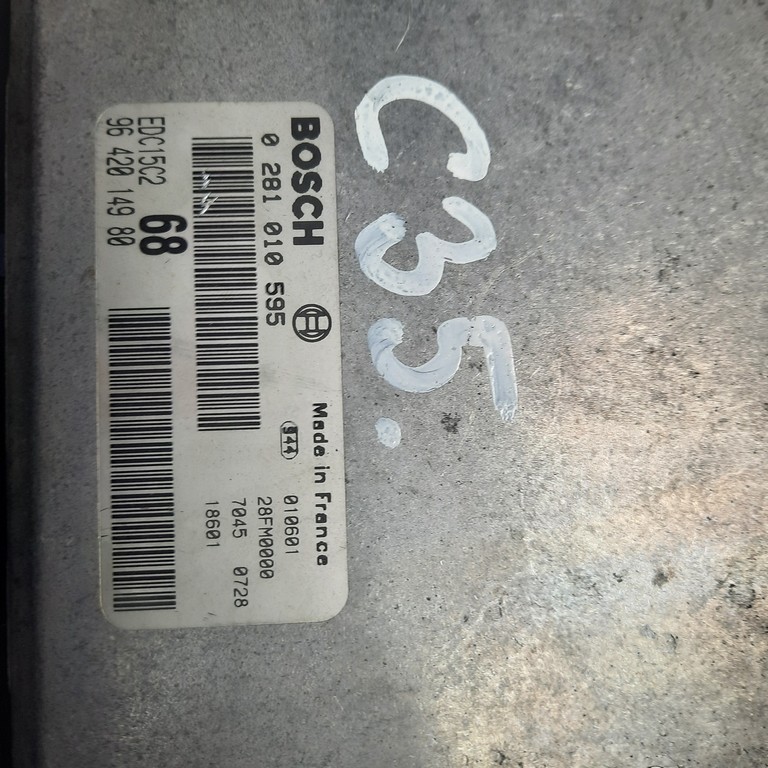 C35.
BOSCH
0 281 010 595
Made in France
944
010601
28FM0000
7045 0728
18601
EDC15C2
96 420 149 80
68